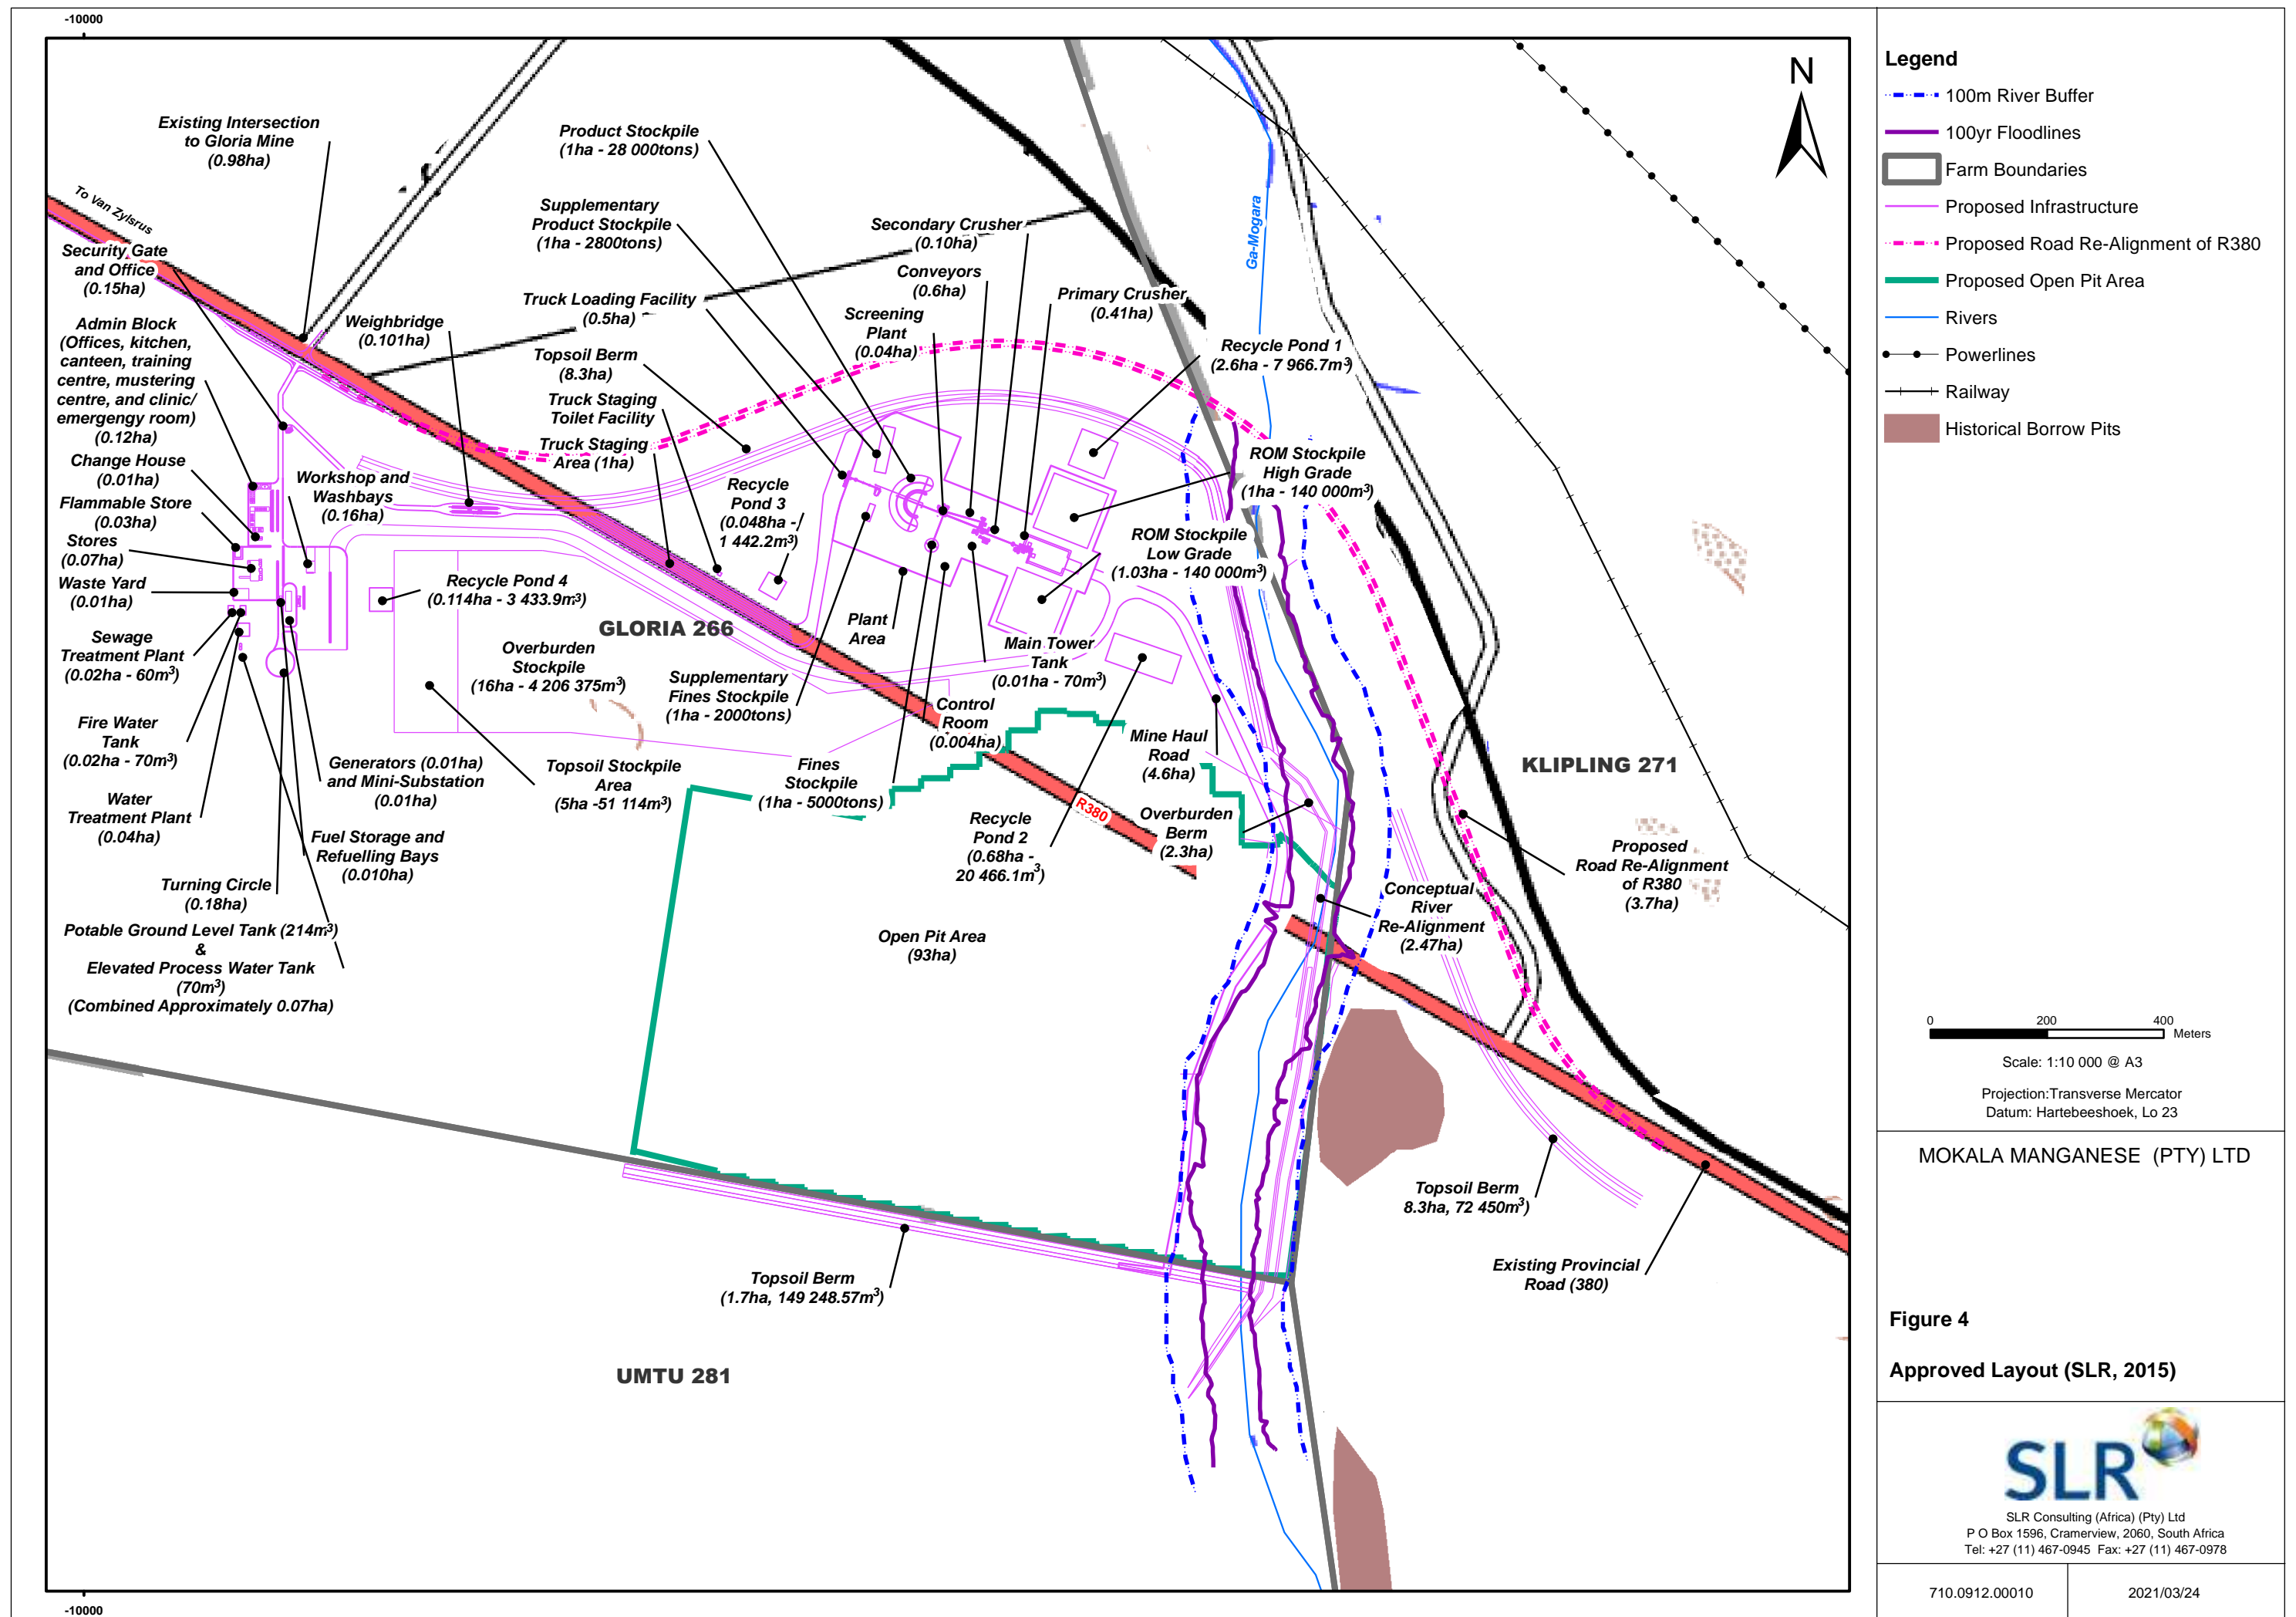 -10000
Existing Intersection
to Gloria Mine
(0.98ha)
To Van Zylsrus
Security Gate
and Office
(0.15ha)
Admin Block
(Offices, kitchen,
canteen, training
centre, mustering
centre, and clinic/
emergengy room)
(0.12ha)
Change House
(0.01ha)
Flammable Store
(0.03ha)
Stores
(0.07ha)
Waste Yard
(0.01ha)
Sewage
Treatment Plant
(0.02ha - 60m³)
Fire Water
Tank
(0.02ha - 70m³)
Water
Treatment Plant
(0.04ha)
Turning Circle
(0.18ha)
Potable Ground Level Tank (214m³)
&
Elevated Process Water Tank
(70m³)
(Combined Approximately 0.07ha)
Fuel Storage and
Refuelling Bays
(0.010ha)
Generators (0.01ha)
and Mini-Substation
(0.01ha)
Workshop and
Washbays
(0.16ha)
Weighbridge
(0.101ha)
Product Stockpile
(1ha - 28 000tons)
Supplementary
Product Stockpile
(1ha - 2800tons)
Truck Loading Facility
(0.5ha)
Topsoil Berm
(8.3ha)
Truck Staging
Toilet Facility
Truck Staging
Area (1ha)
Recycle
Pond 3
(0.048ha -
1 442.2m³)
Secondary Crusher
(0.10ha)
Conveyors
(0.6ha)
Screening
Plant
(0.04ha)
Primary Crusher
(0.41ha)
Recycle Pond 1
(2.6ha - 7 966.7m³)
ROM Stockpile
High Grade
(1ha - 140 000m³)
ROM Stockpile
Low Grade
(1.03ha - 140 000m³)
Ga-Mogara
Recycle Pond 4
(0.114ha - 3 433.9m³)
GLORIA 266
Overburden
Stockpile
(16ha - 4 206 375m³)
Topsoil Stockpile
Area
(5ha -51 114m³)
Supplementary
Fines Stockpile
(1ha - 2000tons)
Plant
Area
Fines
Stockpile
(1ha - 5000tons)
Control
Room
(0.004ha)
Main Tower
Tank
(0.01ha - 70m³)
Mine Haul
Road
(4.6ha)
R380
Recycle
Pond 2
(0.68ha -
20 466.1m³)
Overburden
Berm
(2.3ha)
Open Pit Area
(93ha)
Conceptual
River
Re-Alignment
(2.47ha)
KLIPLING 271
Proposed
Road Re-Alignment
of R380
(3.7ha)
Topsoil Berm
8.3ha, 72 450m³)
Existing Provincial
Road (380)
Topsoil Berm
(1.7ha, 149 248.57m³)
UMTU 281
-10000
N
Legend
100m River Buffer
100yr Floodlines
Farm Boundaries
Proposed Infrastructure
Proposed Road Re-Alignment of R380
Proposed Open Pit Area
Rivers
Powerlines
Railway
Historical Borrow Pits
0 200 400
Meters
Scale: 1:10 000 @ A3
Projection:Transverse Mercator
Datum: Hartebeeshoek, Lo 23
MOKALA MANGANESE (PTY) LTD
Figure 4
Approved Layout (SLR, 2015)
SLR
SLR Consulting (Africa) (Pty) Ltd
P O Box 1596, Cramerview, 2060, South Africa
Tel: +27 (11) 467-0945 Fax: +27 (11) 467-0978
710.0912.00010
2021/03/24